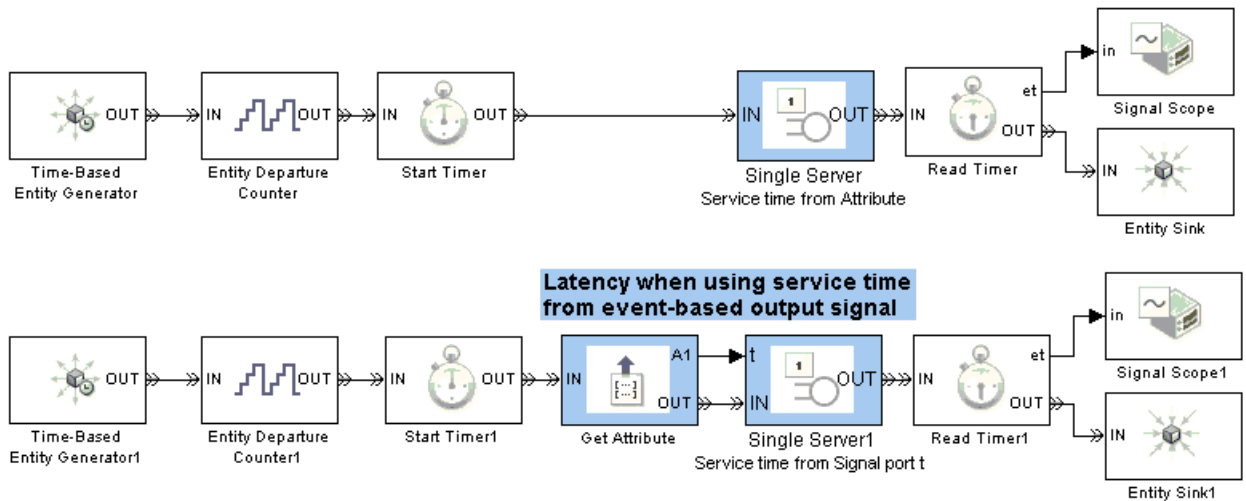 OUT
IN
OUT
IN
OUT
IN
1
OUT
IN
et
OUT
in
Signal Scope
IN
Entity Sink
Time-Based
Entity Generator
Entity Departure
Counter
Start Timer
Single Server
Service time from Attribute
Read Timer
Latency when using service time
from event-based output signal
OUT
IN
OUT
IN
OUT
IN
A1
OUT
[...]
[...]
t
IN
1
OUT
IN
et
OUT
in
Signal Scope1
IN
Entity Sink1
Time-Based
Entity Generator1
Entity Departure
Counter1
Start Timer1
Get Attribute
Single Server1
Service time from Signal port t
Read Timer1